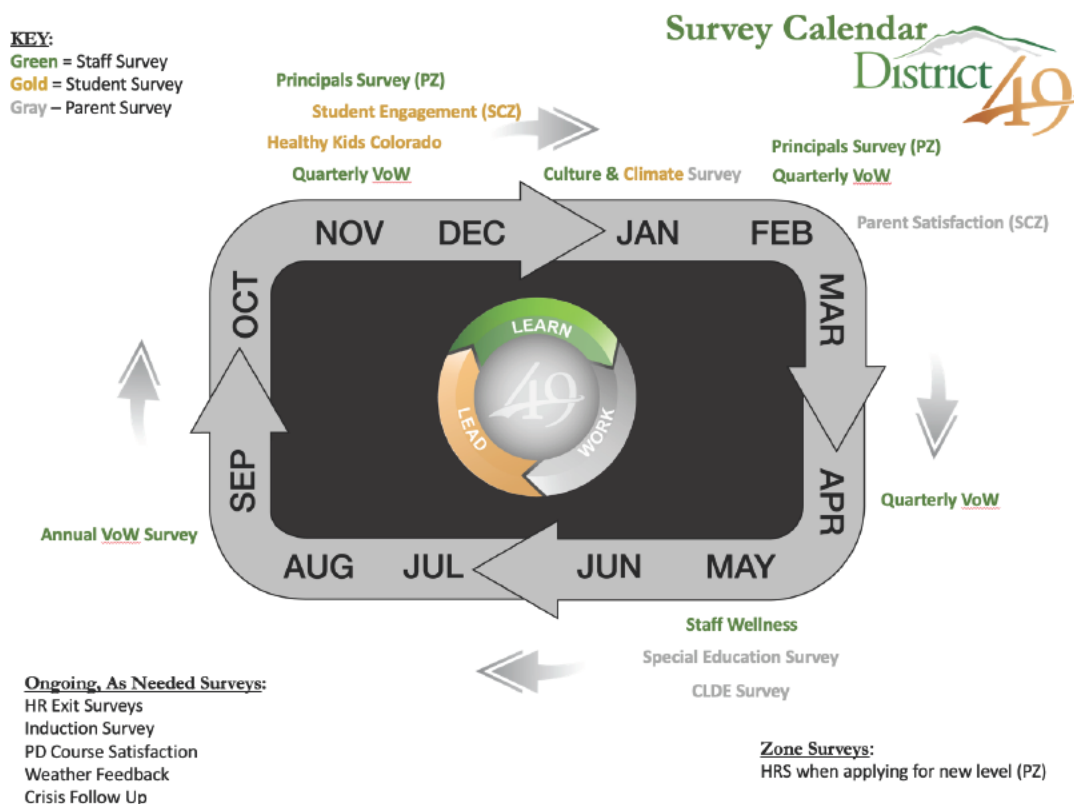 Survey Calendar
District 49
KEY:
Green = Staff Survey
Gold = Student Survey
Gray – Parent Survey
Principals Survey (PZ)
Student Engagement (SCZ)
Healthy Kids Colorado
Quarterly VoW
Culture & Climate Survey
Principals Survey (PZ)
Quarterly VoW
Parent Satisfaction (SCZ)
NOV
DEC
JAN
FEB
MAR
APR
MAY
JUN
JUL
AUG
SEP
OCT
LEARN
WORK
LEAD
49
Quarterly VoW
Annual VoW Survey
Staff Wellness
Special Education Survey
CLDE Survey
Ongoing, As Needed Surveys:
HR Exit Surveys
Induction Survey
PD Course Satisfaction
Weather Feedback
Crisis Follow Up
Zone Surveys:
HRS when applying for new level (PZ)